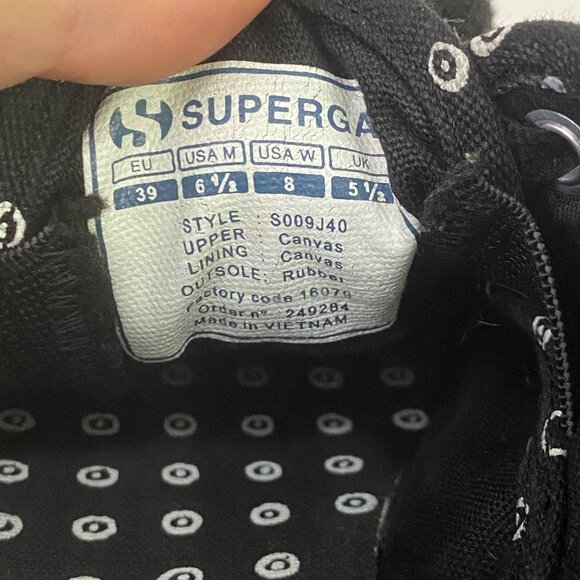 SUPERGA
EU USA M USA W UK
39 6 1/2 8 5 1/2
STYLE : S009J40
UPPER : Canvas
LINING : Canvas
OUTSOLE: Rubber
Factory code 16079
Order n° 249284
Made in VIETNAM